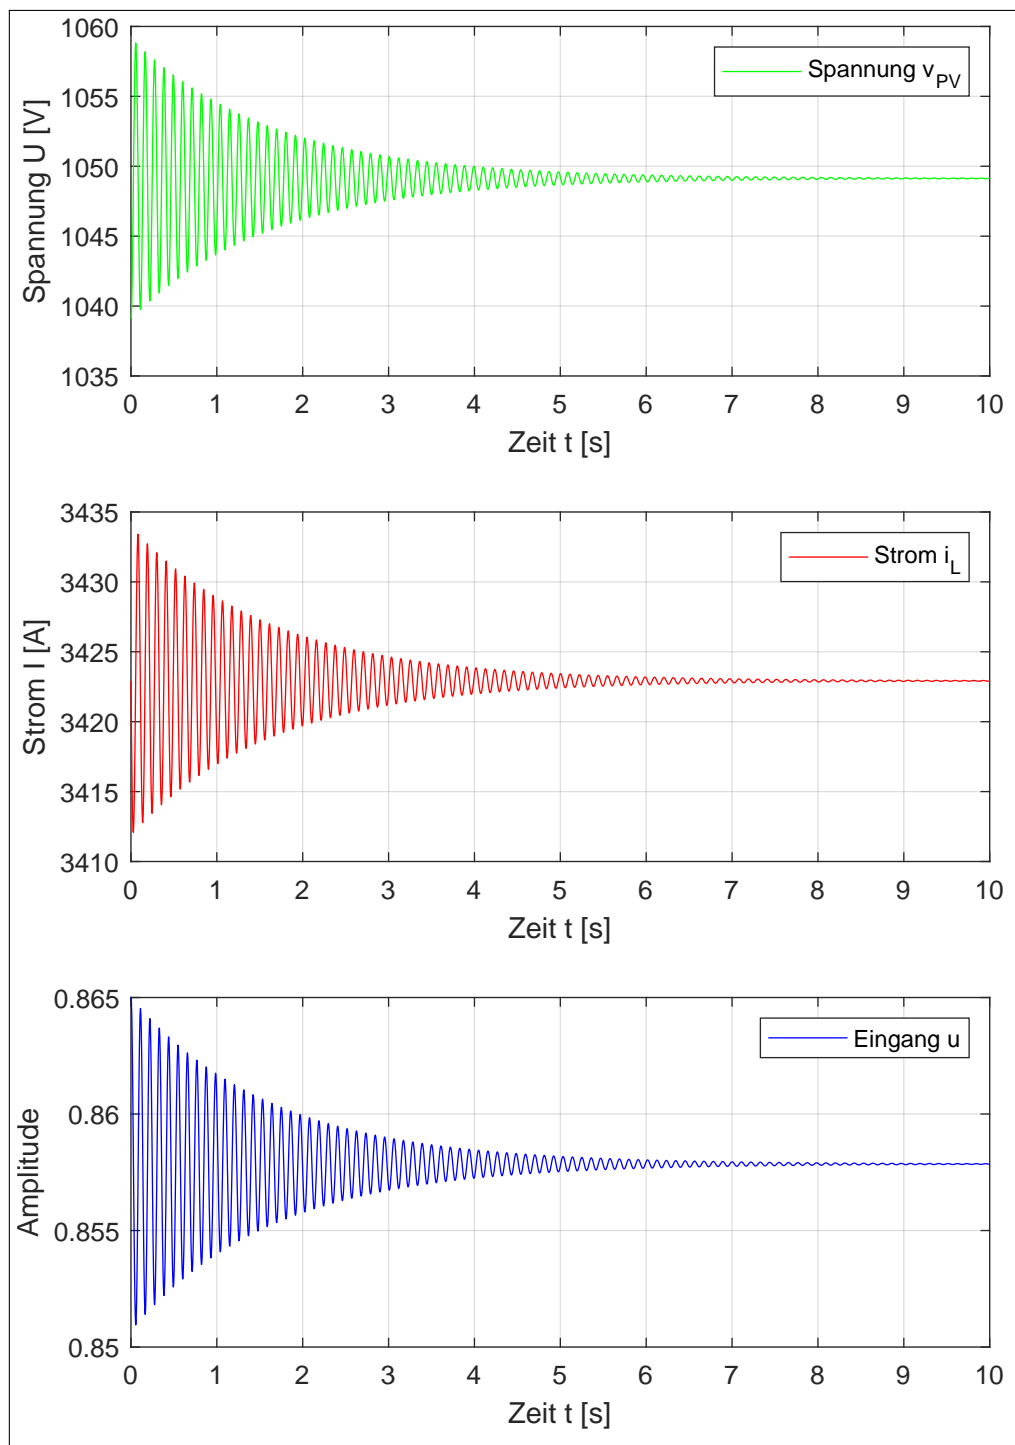 1060
1055
1050
1045
1040
1035
Spannung U [V]
Spannung v_PV
0 1 2 3 4 5 6 7 8 9 10
Zeit t [s]
3435
3430
3425
3420
3415
3410
Strom I [A]
Strom i_L
0 1 2 3 4 5 6 7 8 9 10
Zeit t [s]
0.865
0.86
0.855
0.85
Amplitude
Eingang u
0 1 2 3 4 5 6 7 8 9 10
Zeit t [s]